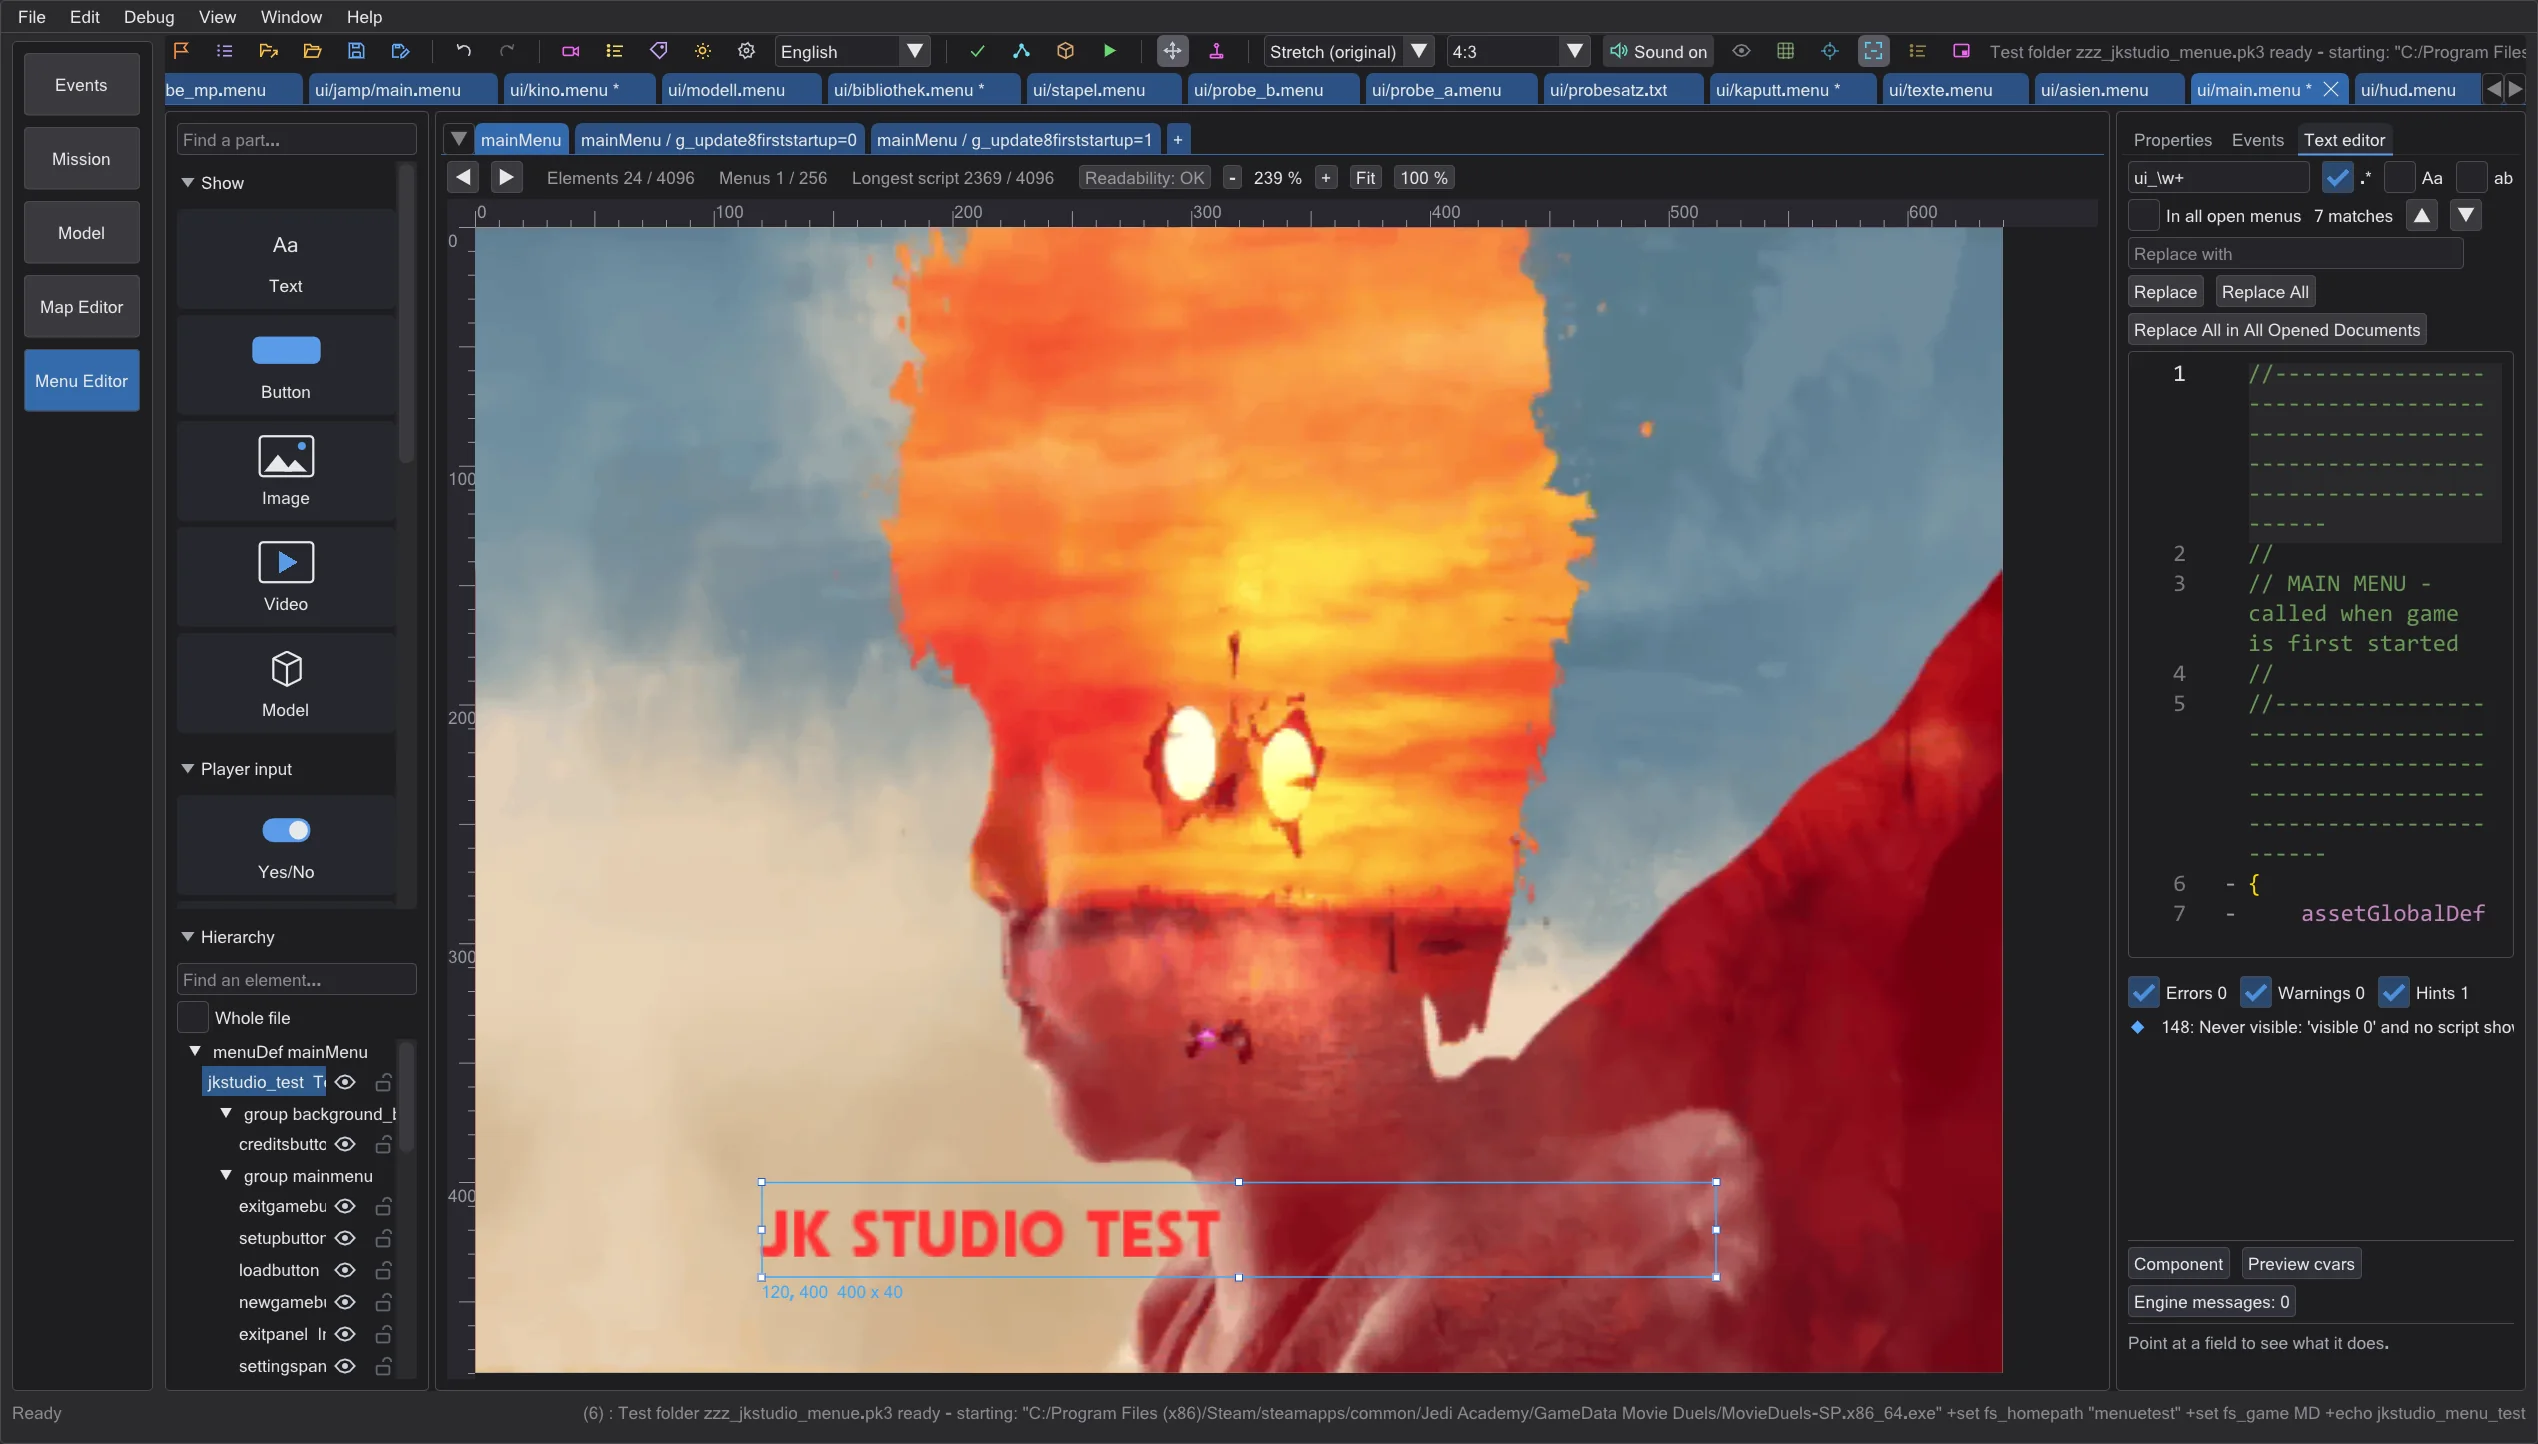 File Edit Debug View Window Help
English Stretch (original) 4:3 Sound on Test folder zzz_jkstudio_menue.pk3 ready - starting: "C:/Program Files
be_mp.menu ui/jamp/main.menu ui/kino.menu * ui/modell.menu ui/bibliothek.menu * ui/stapel.menu ui/probe_b.menu ui/probe_a.menu ui/probesatz.txt ui/kaputt.menu * ui/texte.menu ui/asien.menu ui/main.menu * ui/hud.menu
Events
Mission
Model
Map Editor
Menu Editor
Find a part...
Show
Aa
Text
Button
Image
Video
Model
Player input
Yes/No
Hierarchy
Find an element...
Whole file
menuDef mainMenu
jkstudio_test
group background_
creditsbutto
group mainmenu
exitgamebu
setupbutton
loadbutton
newgamebu
exitpanel
settingspan
mainMenu mainMenu / g_update8firststartup=0 mainMenu / g_update8firststartup=1 +
Elements 24 / 4096 Menus 1 / 256 Longest script 2369 / 4096 Readability: OK - 239 % + Fit 100 %
0 100 200 300 400 500 600
0
100
200
300
400
JK STUDIO TEST
120, 400 400 x 40
Properties Events Text editor
ui_\w+ .* Aa ab
In all open menus 7 matches
Replace with
Replace Replace All
Replace All in All Opened Documents
1 //----------------
------------------
------------------
------------------
------------------
------
2 //
3 // MAIN MENU -
called when game
is first started
4 //
5 //----------------
------------------
------------------
------------------
------------------
------
6 - {
7 - assetGlobalDef
Errors 0 Warnings 0 Hints 1
148: Never visible: 'visible 0' and no script
Component Preview cvars
Engine messages: 0
Point at a field to see what it does.
Ready (6) : Test folder zzz_jkstudio_menue.pk3 ready - starting: "C:/Program Files (x86)/Steam/steamapps/common/Jedi Academy/GameData Movie Duels/MovieDuels-SP.x86_64.exe" +set fs_homepath "menuetest" +set fs_game MD +echo jkstudio_menu_test